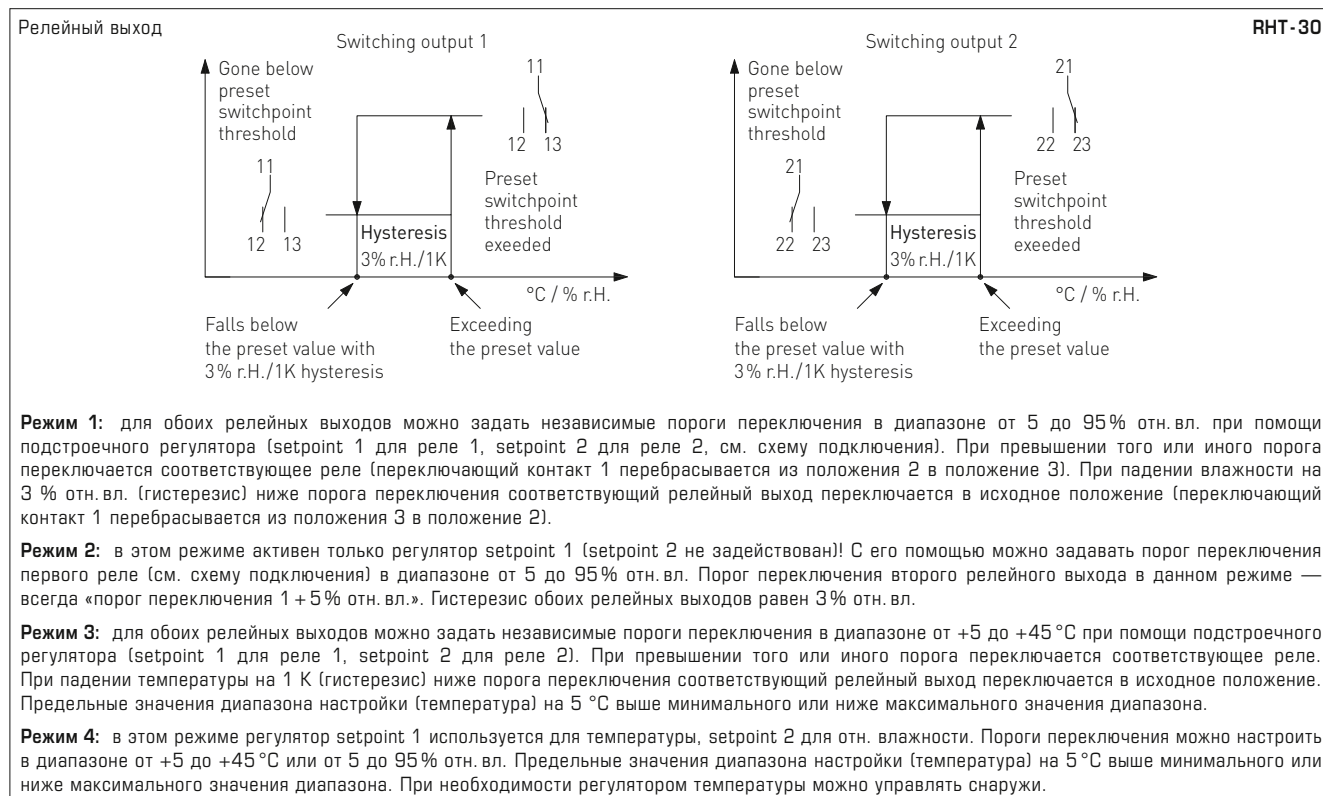 Релейный выход
RHT-30
Switching output 1
Gone below
preset
switchpoint
threshold
11
12 13
11
12 13
Preset
switchpoint
threshold
exeeded
Hysteresis
3% r.H./1K
°C / % r.H.
Falls below
the preset value with
3% r.H./1K hysteresis
Exceeding
the preset value
Switching output 2
Gone below
preset
switchpoint
threshold
21
22 23
21
22 23
Preset
switchpoint
threshold
exeeded
Hysteresis
3% r.H./1K
°C / % r.H.
Falls below
the preset value with
3% r.H./1K hysteresis
Exceeding
the preset value
Режим 1: для обоих релейных выходов можно задать независимые пороги переключения в диапазоне от 5 до 95% отн. вл. при помощи
подстроечного регулятора (setpoint 1 для реле 1, setpoint 2 для реле 2, см. схему подключения). При превышении того или иного порога
переключается соответствующее реле (переключающий контакт 1 перебрасывается из положения 2 в положение 3). При падении влажности на
3 % отн. вл. (гистерезис) ниже порога переключения соответствующий релейный выход переключается в исходное положение (переключающий
контакт 1 перебрасывается из положения 3 в положение 2).
Режим 2: в этом режиме активен только регулятор setpoint 1 (setpoint 2 не задействован)! С его помощью можно задавать порог переключения
первого реле (см. схему подключения) в диапазоне от 5 до 95% отн. вл. Порог переключения второго релейного выхода в данном режиме —
всегда «порог переключения 1 + 5% отн. вл.». Гистерезис обоих релейных выходов равен 3% отн. вл.
Режим 3: для обоих релейных выходов можно задать независимые пороги переключения в диапазоне от +5 до +45 °C при помощи подстроечного
регулятора (setpoint 1 для реле 1, setpoint 2 для реле 2). При превышении того или иного порога переключается соответствующее реле.
При падении температуры на 1 К (гистерезис) ниже порога переключения соответствующий релейный выход переключается в исходное положение.
Предельные значения диапазона настройки (температура) на 5 °C выше минимального или ниже максимального значения диапазона.
Режим 4: в этом режиме регулятор setpoint 1 используется для температуры, setpoint 2 для отн. влажности. Пороги переключения можно настроить
в диапазоне от +5 до +45 °C или от 5 до 95% отн. вл. Предельные значения диапазона настройки (температура) на 5 °C выше минимального или
ниже максимального значения диапазона. При необходимости регулятором температуры можно управлять снаружи.